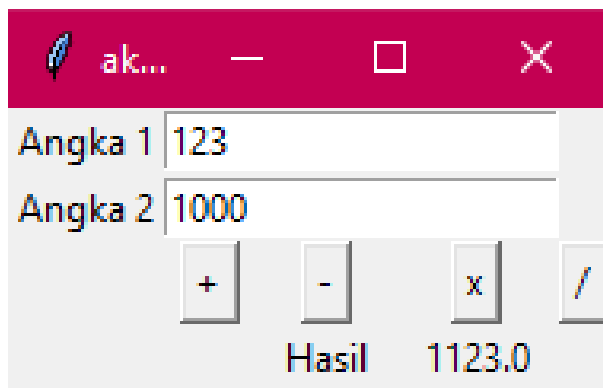 ak...
Angka 1 123
Angka 2 1000
+ - x /
Hasil 1123.0